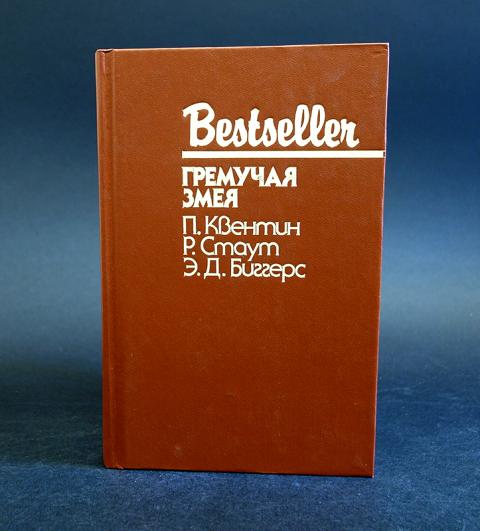 Bestseller
ГРЕМУЧАЯ
ЗМЕЯ
П. Квентин
Р. Стаут
Э. Д. Биггерс